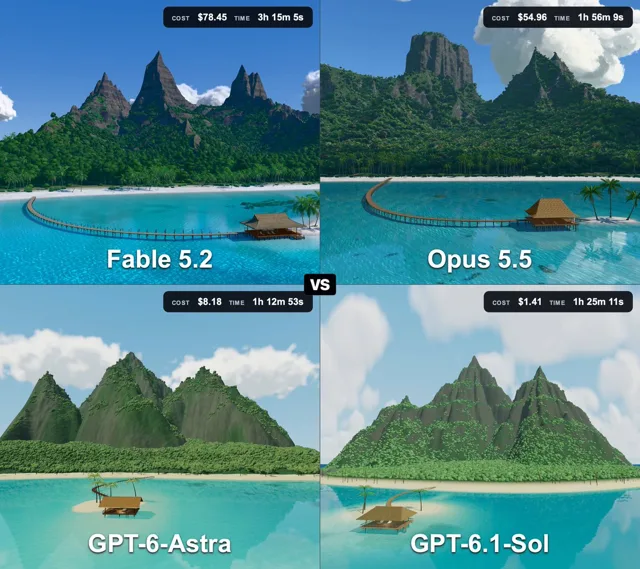 COST $78.45 TIME 3h 15m 5s
COST $54.96 TIME 1h 56m 9s
Fable 5.2
Opus 5.5
VS
COST $8.18 TIME 1h 12m 53s
COST $1.41 TIME 1h 25m 11s
GPT-6-Astra
GPT-6.1-Sol